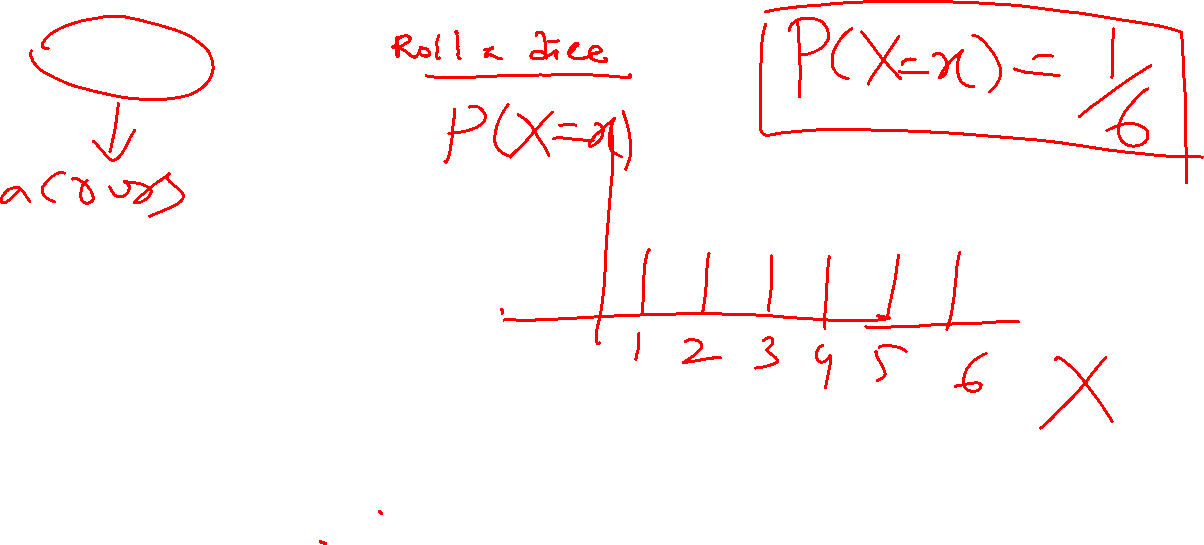 Roll a dice
P(X=x) = 1/6
P(X=x)
1 2 3 4 5 6
X